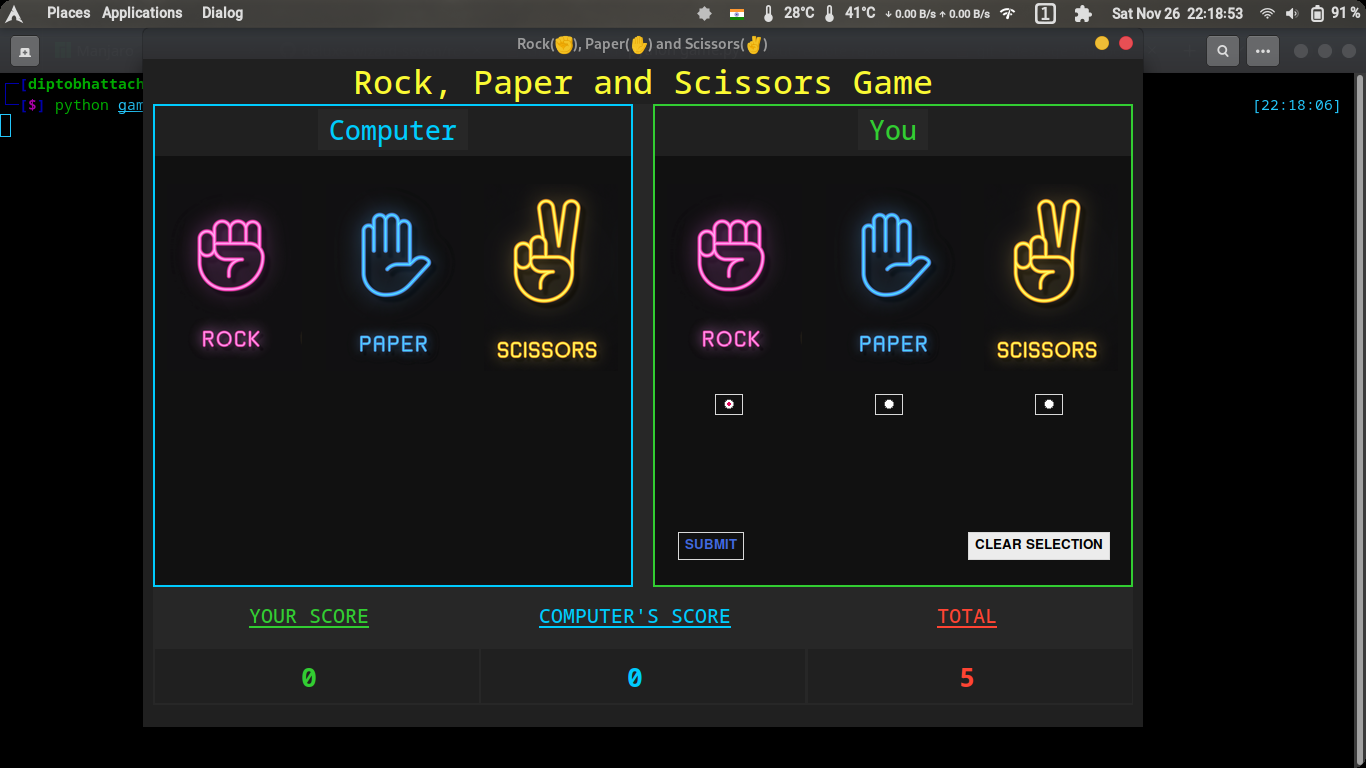 Places Applications Dialog 28°C 41°C ↓ 0.00 B/s ↑ 0.00 B/s 1 Sat Nov 26 22:18:53 91 %
Rock(✊), Paper(✋) and Scissors(✌)
[diptobhattach
[$] python gam [22:18:06]
Rock, Paper and Scissors Game
Computer You
ROCK PAPER SCISSORS ROCK PAPER SCISSORS
SUBMIT CLEAR SELECTION
YOUR SCORE COMPUTER'S SCORE TOTAL
0 0 5